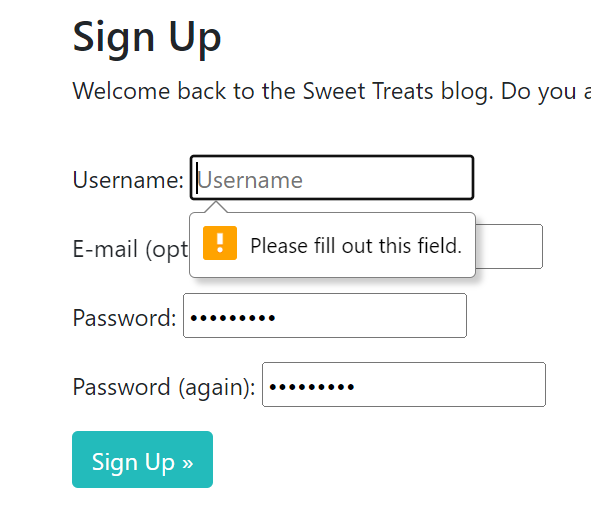 Sign Up
Welcome back to the Sweet Treats blog. Do you
Username: Username
Please fill out this field.
E-mail (opt
Password: •••••••••
Password (again): •••••••••
Sign Up »